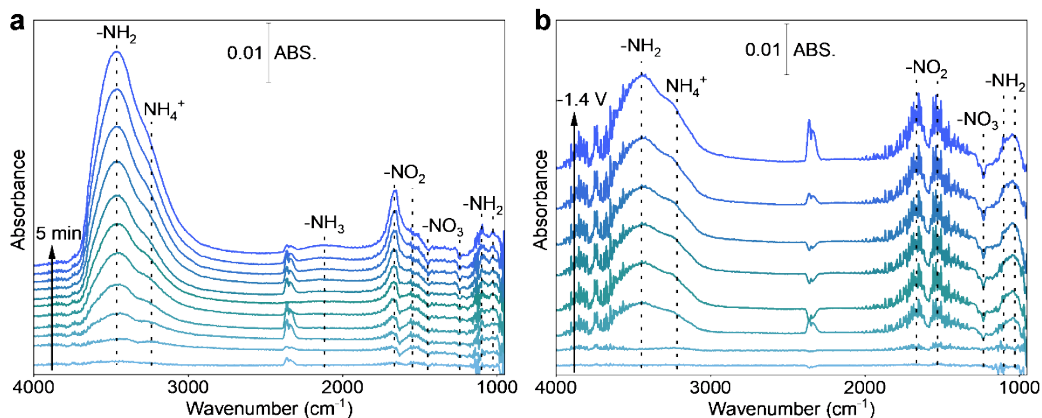 a
-NH₂
0.01 ABS.
NH₄⁺
-NO₂
-NH₃
-NO₃
-NH₂
5 min
Absorbance
4000 3000 2000 1000
Wavenumber (cm⁻¹)
b
-NH₂
0.01 ABS.
NH₄⁺
-NO₂
-NH₂
-NO₃
-1.4 V
Absorbance
4000 3000 2000 1000
Wavenumber (cm⁻¹)